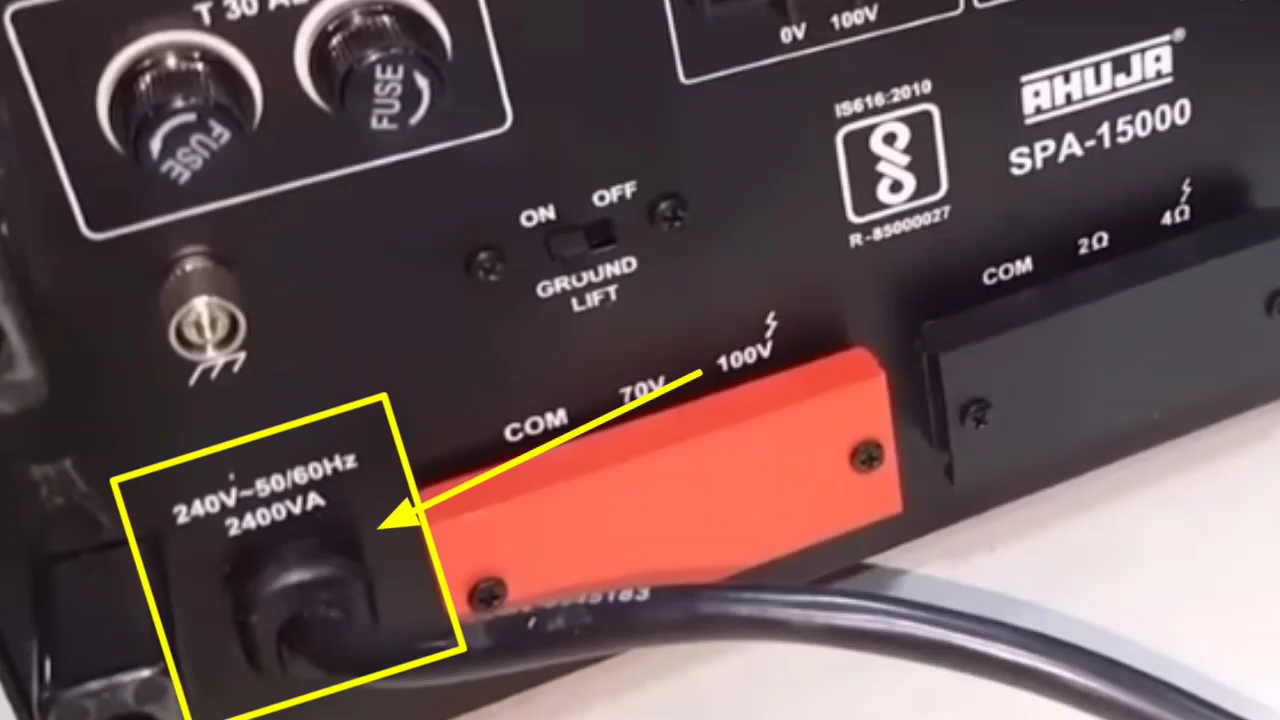 T 30 A
FUSE
FUSE
0V 100V
IS616:2010
R-85000027
AHUJA®
SPA-15000
ON OFF
GROUND
LIFT
COM 2Ω 4Ω
COM 70V 100V
240V~50/60Hz
2400VA